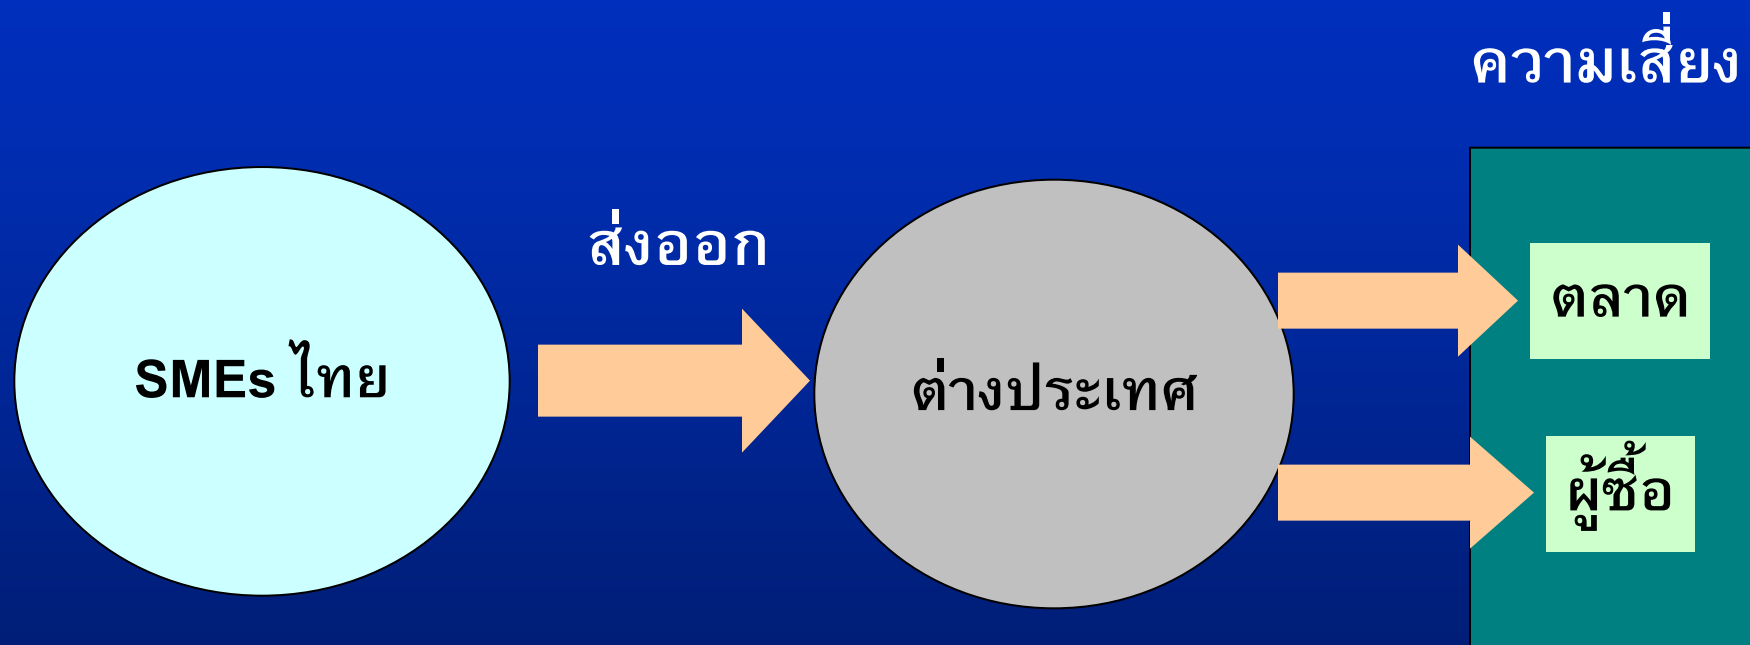 ความเสี่ยง
ส่งออก
SMEs ไทย
ต่างประเทศ
ตลาด
ผู้ซื้อ